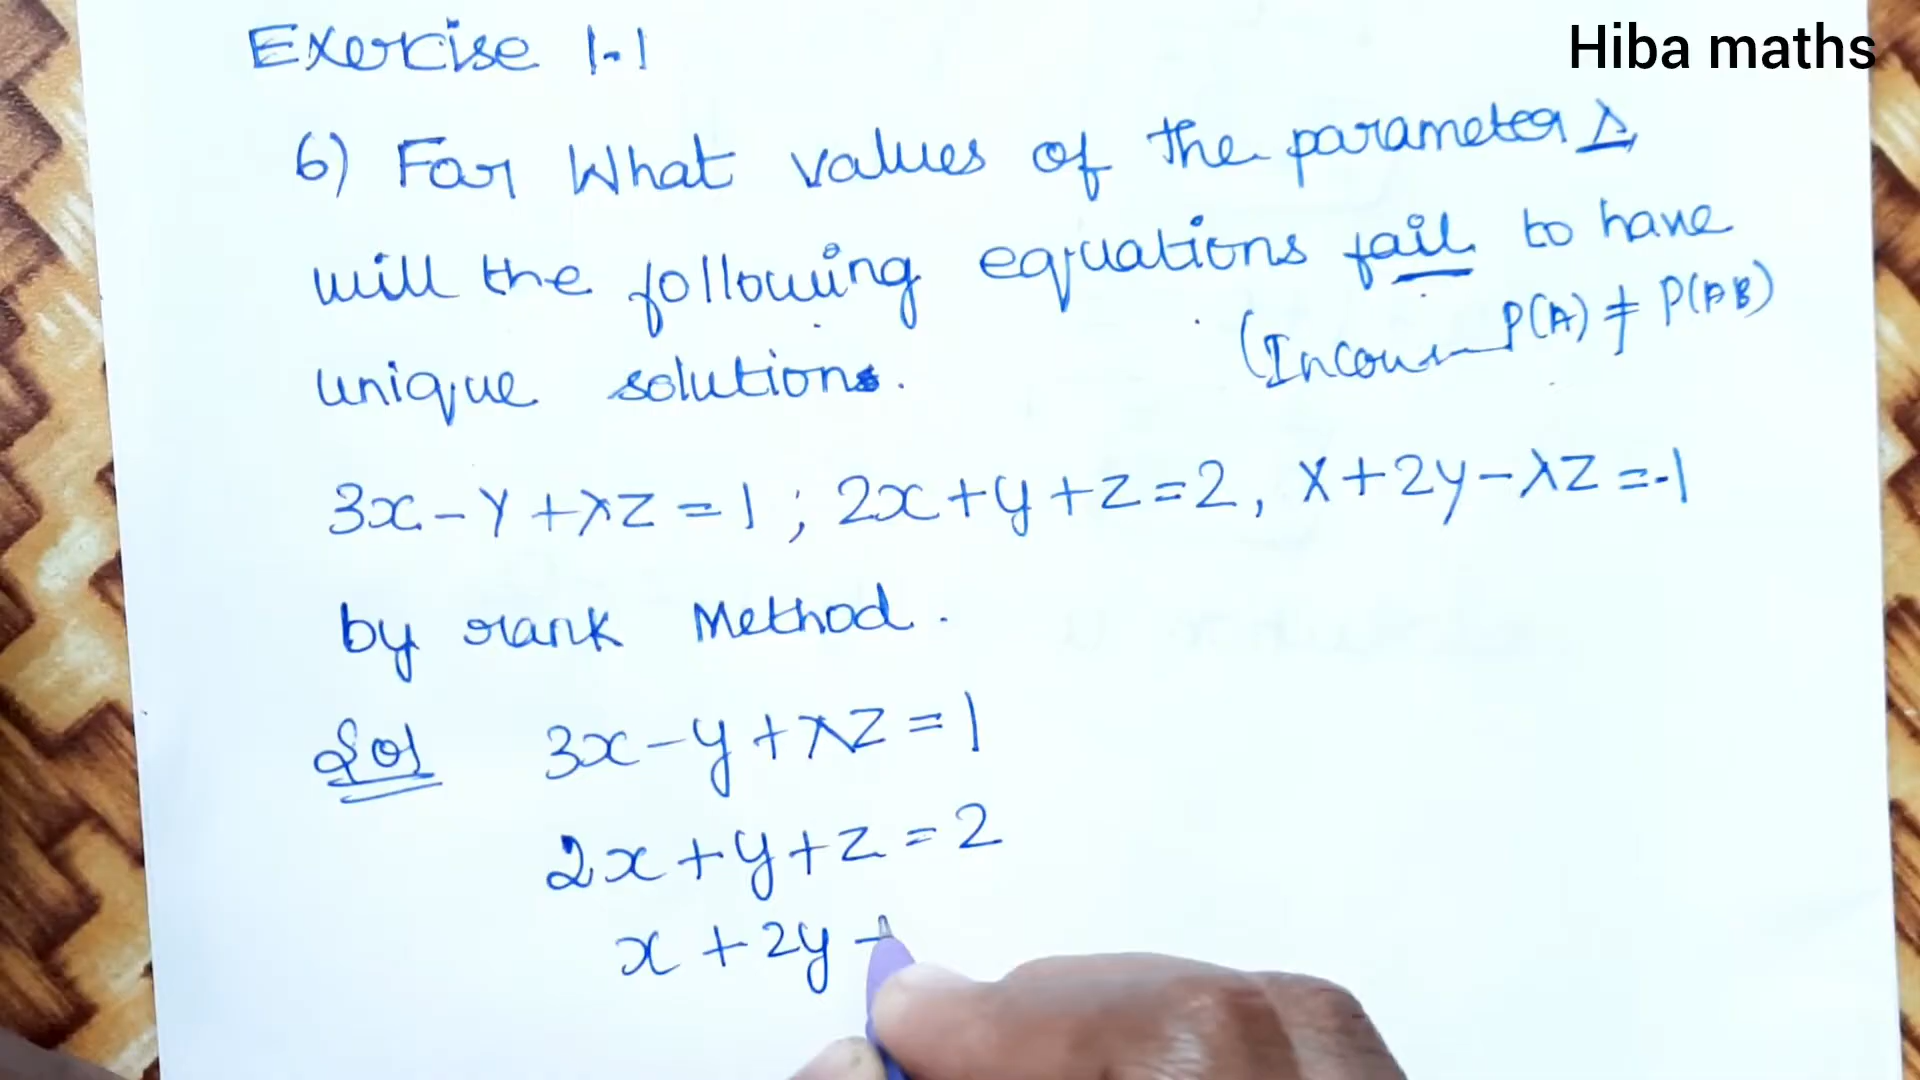 Hiba maths
Exercise 1.1
6) For What values of the parameter
will the following equations fail to have
unique solutions.
P(A) ≠ P(AB)
3x - y + λz = 1 ; 2x + y + z = 2, x + 2y - λz = -1
by rank Method.
Sol 3x - y + λz = 1
2x + y + z = 2
x + 2y -